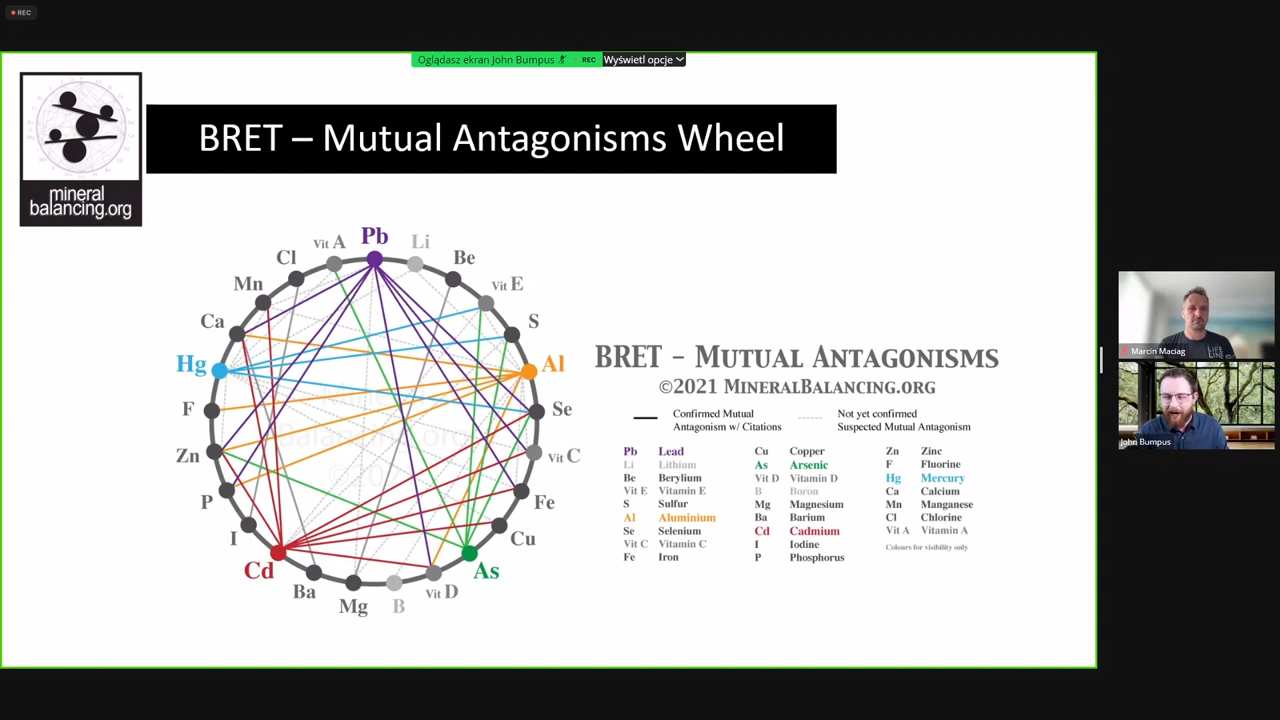 REC
Oglądasz ekran John Bumpus
REC
Wyświetl opcje
mineral
balancing.org
BRET – Mutual Antagonisms Wheel
Pb
Vit A
Li
Cl
Be
Mn
Vit E
Ca
S
Hg
Al
F
Se
Zn
Vit C
P
Fe
I
Cu
Cd
As
Ba
Vit D
Mg
B
BRET - Mutual Antagonisms
©2021 MineralBalancing.org
Confirmed Mutual
Antagonism w/ Citations
Not yet confirmed
Suspected Mutual Antagonism
Pb Lead
Li Lithium
Be Berylium
Vit E Vitamin E
S Sulfur
Al Aluminium
Se Selenium
Vit C Vitamin C
Fe Iron
Cu Copper
As Arsenic
Vit D Vitamin D
B Boron
Mg Magnesium
Ba Barium
Cd Cadmium
I Iodine
P Phosphorus
Zn Zinc
F Fluorine
Hg Mercury
Ca Calcium
Mn Manganese
Cl Chlorine
Vit A Vitamin A
Colours for visibility only
LIFE
LINE
Marcin Maciag
John Bumpus